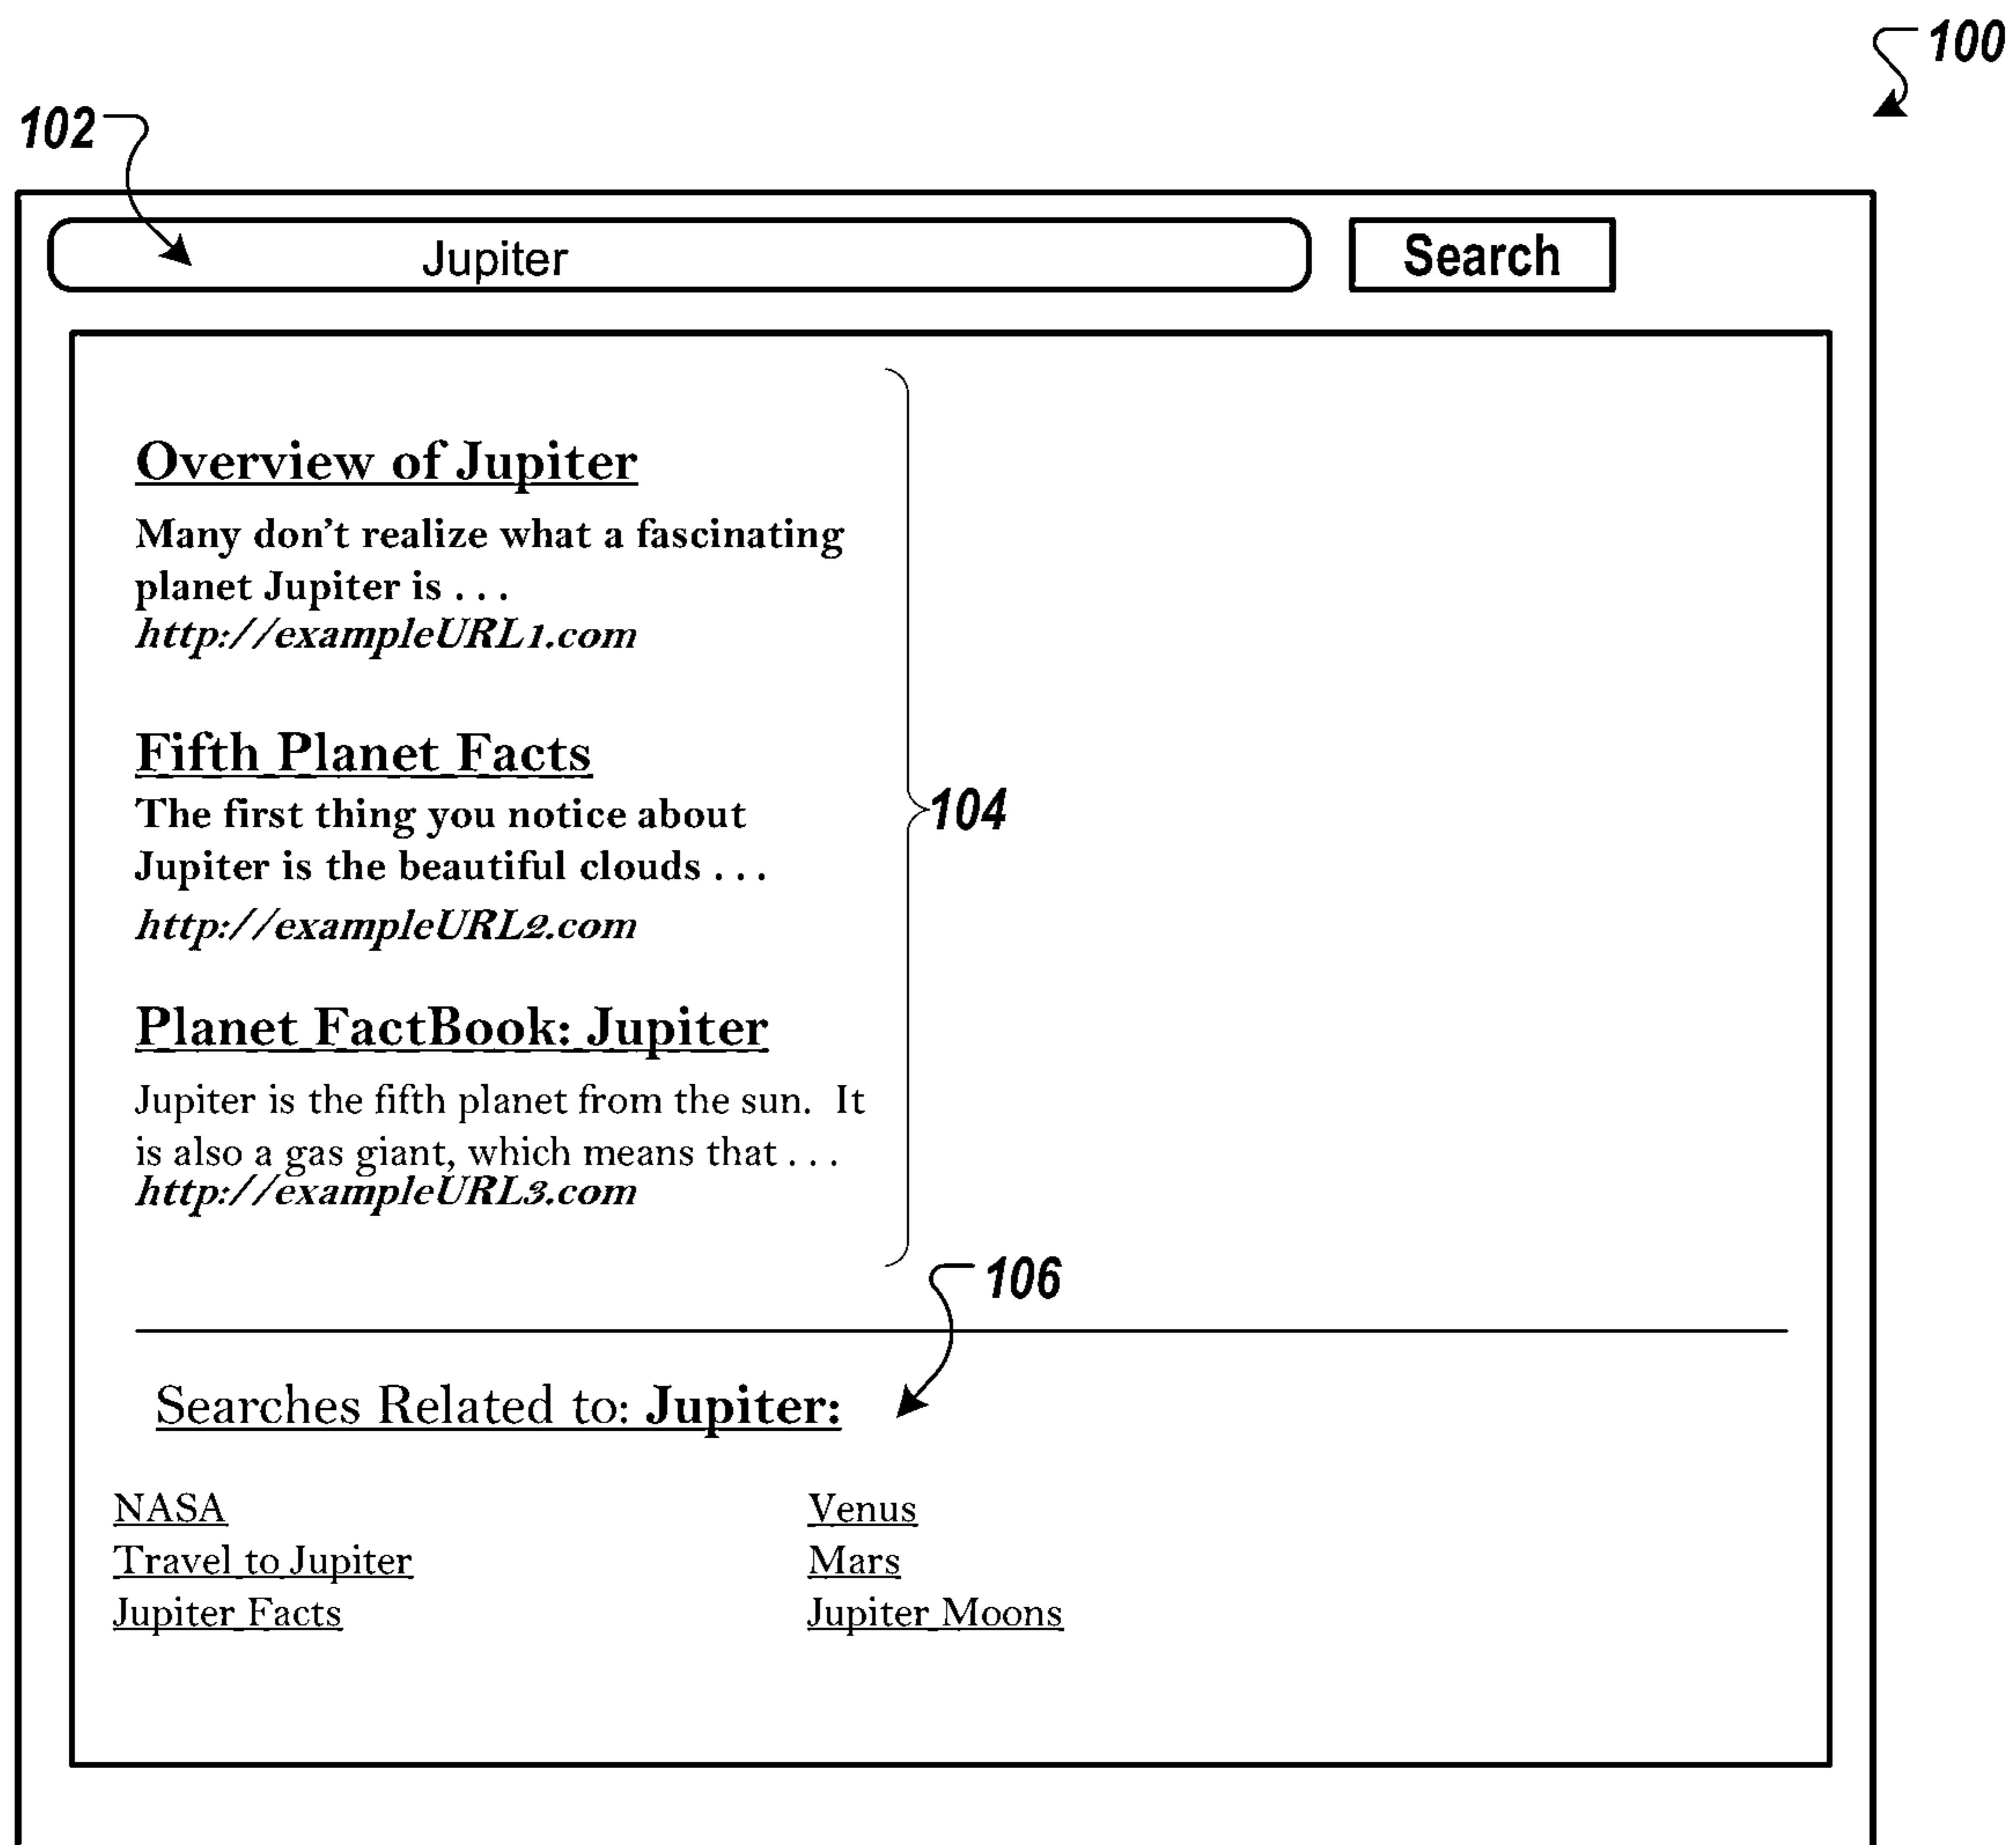 100
102
Jupiter
Search
Overview of Jupiter
Many don't realize what a fascinating
planet Jupiter is . . .
http://exampleURL1.com
Fifth Planet Facts
The first thing you notice about
Jupiter is the beautiful clouds . . .
104
http://exampleURL2.com
Planet FactBook: Jupiter
Jupiter is the fifth planet from the sun.  It
is also a gas giant, which means that . . .
http://exampleURL3.com
106
Searches Related to: Jupiter:
NASA
Travel to Jupiter
Jupiter Facts
Venus
Mars
Jupiter Moons